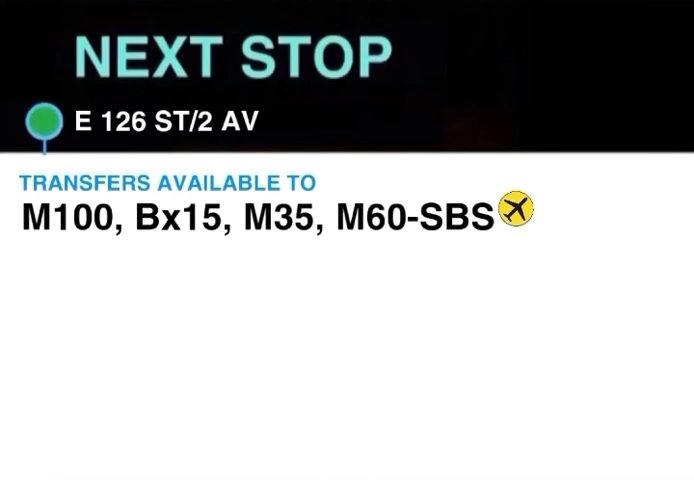 NEXT STOP
E 126 ST/2 AV
TRANSFERS AVAILABLE TO
M100, Bx15, M35, M60-SBS